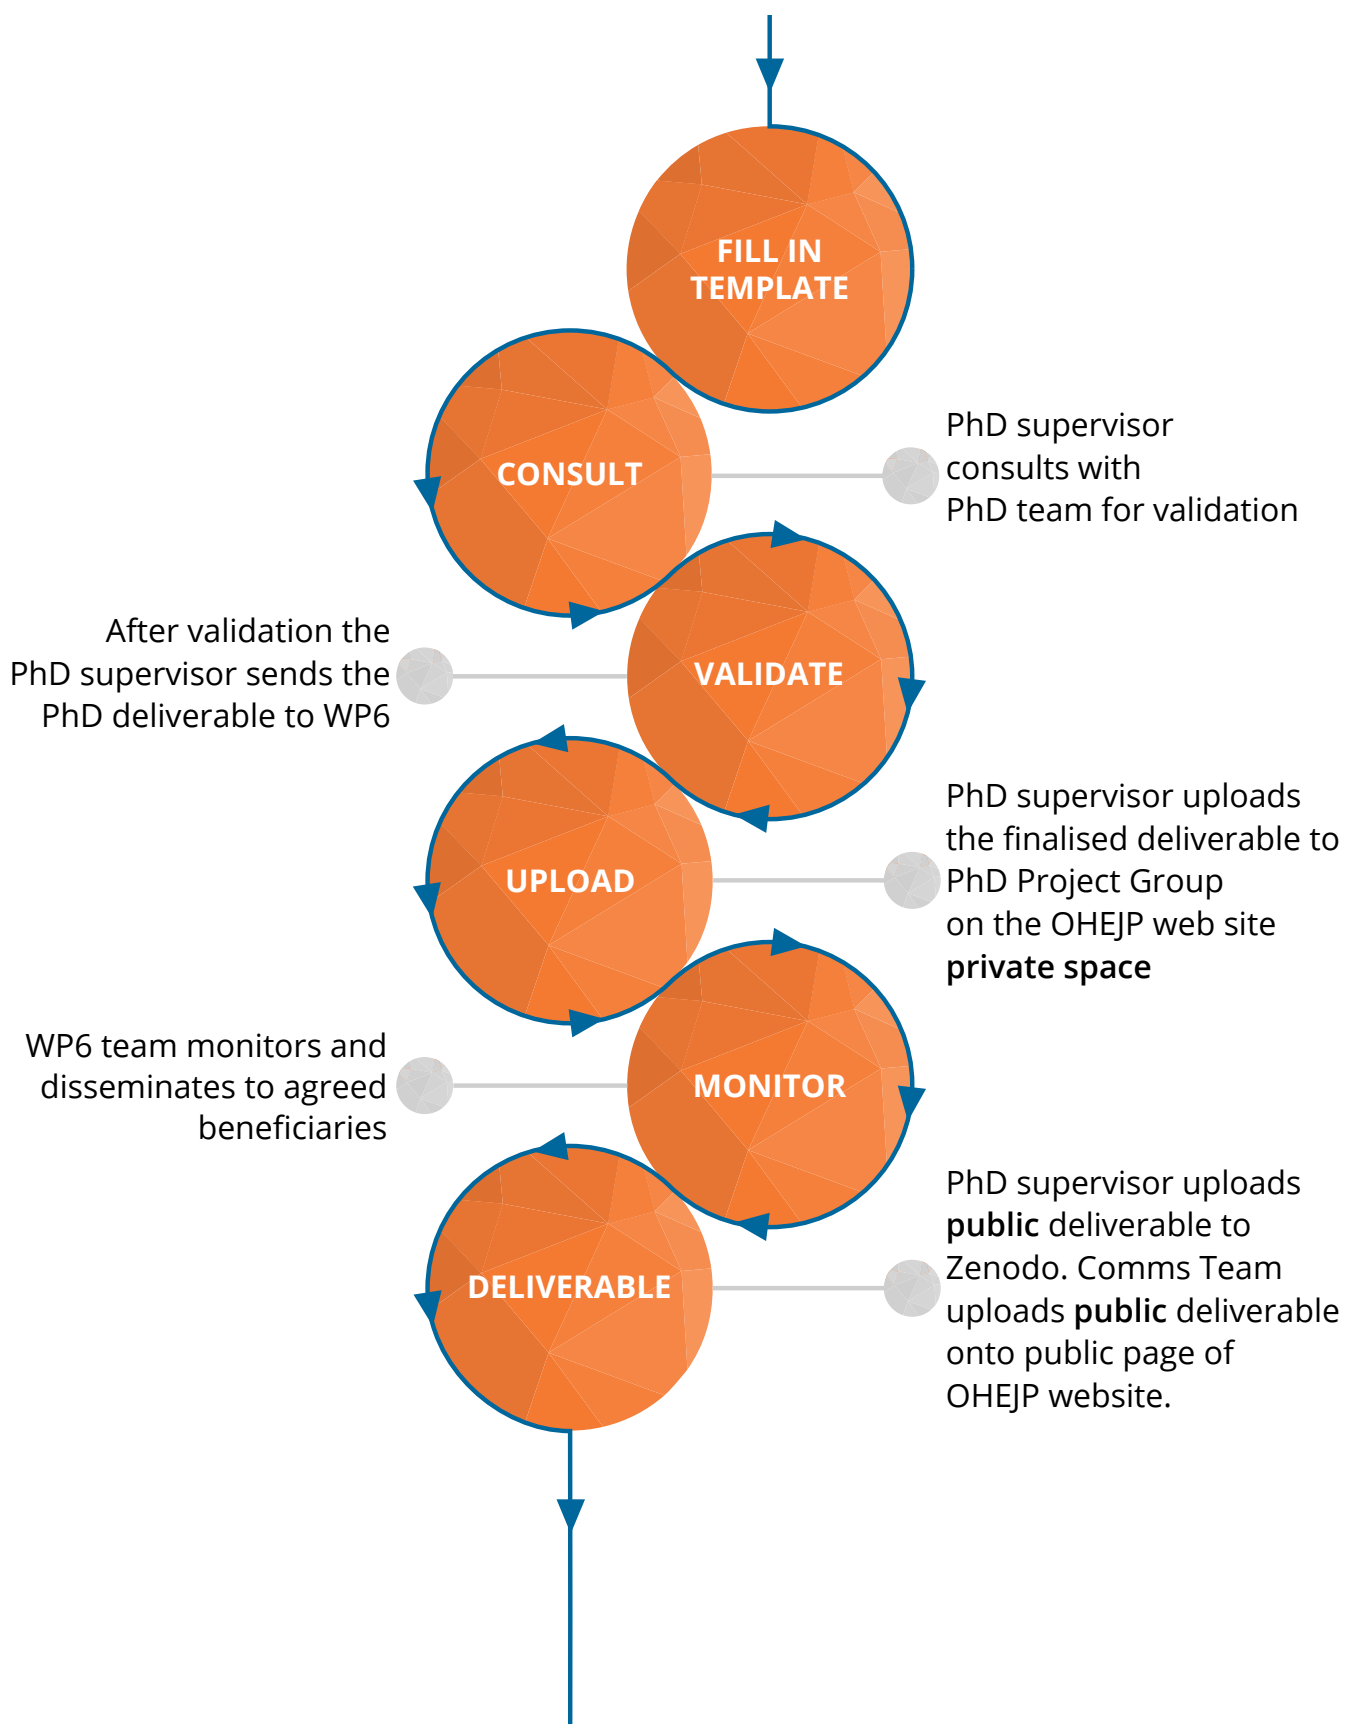 FILL IN
TEMPLATE
CONSULT
PhD supervisor
consults with
PhD team for validation
VALIDATE
After validation the
PhD supervisor sends the
PhD deliverable to WP6
UPLOAD
PhD supervisor uploads
the finalised deliverable to
PhD Project Group
on the OHEJP web site
private space
MONITOR
WP6 team monitors and
disseminates to agreed
beneficiaries
DELIVERABLE
PhD supervisor uploads
public deliverable to
Zenodo. Comms Team
uploads public deliverable
onto public page of
OHEJP website.